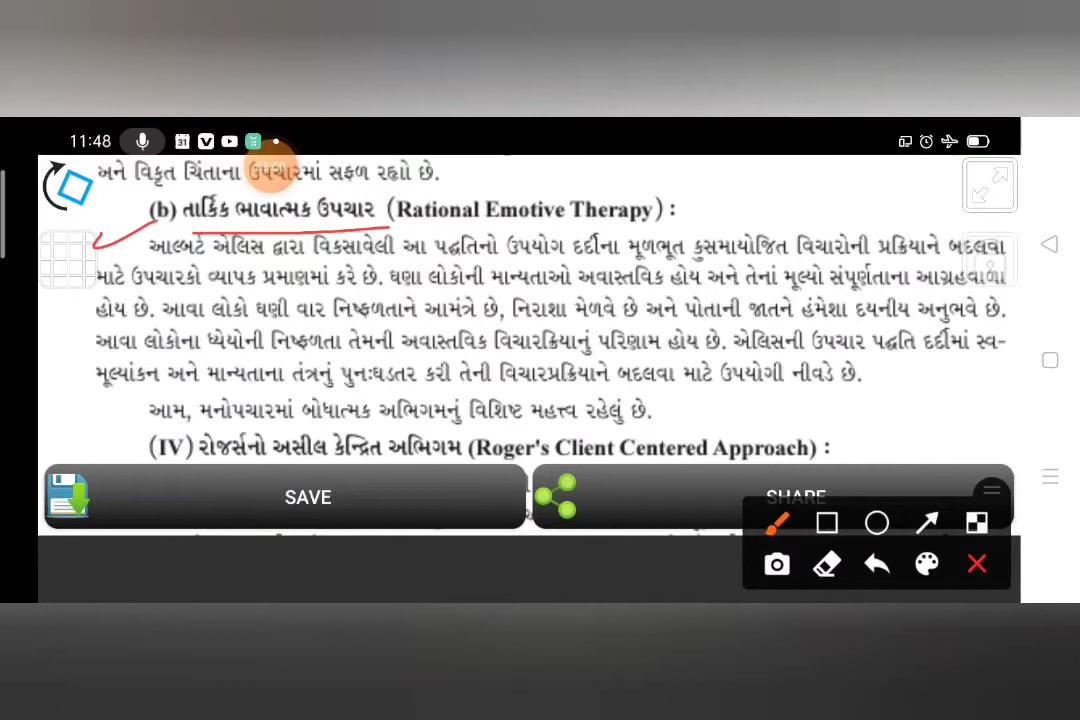 11:48
31
અને વિકૃત ચિંતાના ઉપચારમાં સફળ રહ્યો છે.
(b) તાર્કિક ભાવાત્મક ઉપચાર (Rational Emotive Therapy) :
આલ્બર્ટ એલિસ દ્વારા વિકસાવેલી આ પદ્ધતિનો ઉપયોગ દર્દીના મૂળભૂત કુસમાયોજિત વિચારોની પ્રક્રિયાને બદલવા
માટે ઉપચારકો વ્યાપક પ્રમાણમાં કરે છે. ઘણા લોકોની માન્યતાઓ અવાસ્તવિક હોય અને તેનાં મૂલ્યો સંપૂર્ણતાના આગ્રહવાળા
હોય છે. આવા લોકો ઘણી વાર નિષ્ફળતાને આમંત્રે છે, નિરાશા મેળવે છે અને પોતાની જાતને હંમેશા દયનીય અનુભવે છે.
આવા લોકોના ધ્યેયોની નિષ્ફળતા તેમની અવાસ્તવિક વિચારક્રિયાનું પરિણામ હોય છે. એલિસની ઉપચાર પદ્ધતિ દર્દીમાં સ્વ-
મૂલ્યાંકન અને માન્યતાના તંત્રનું પુનઃઘડતર કરી તેની વિચારપ્રક્રિયાને બદલવા માટે ઉપયોગી નીવડે છે.
આમ, મનોપચારમાં બોધાત્મક અભિગમનું વિશિષ્ટ મહત્ત્વ રહેલું છે.
(IV) રોજર્સનો અસીલ કેન્દ્રિત અભિગમ (Roger's Client Centered Approach) :
SAVE
SHARE